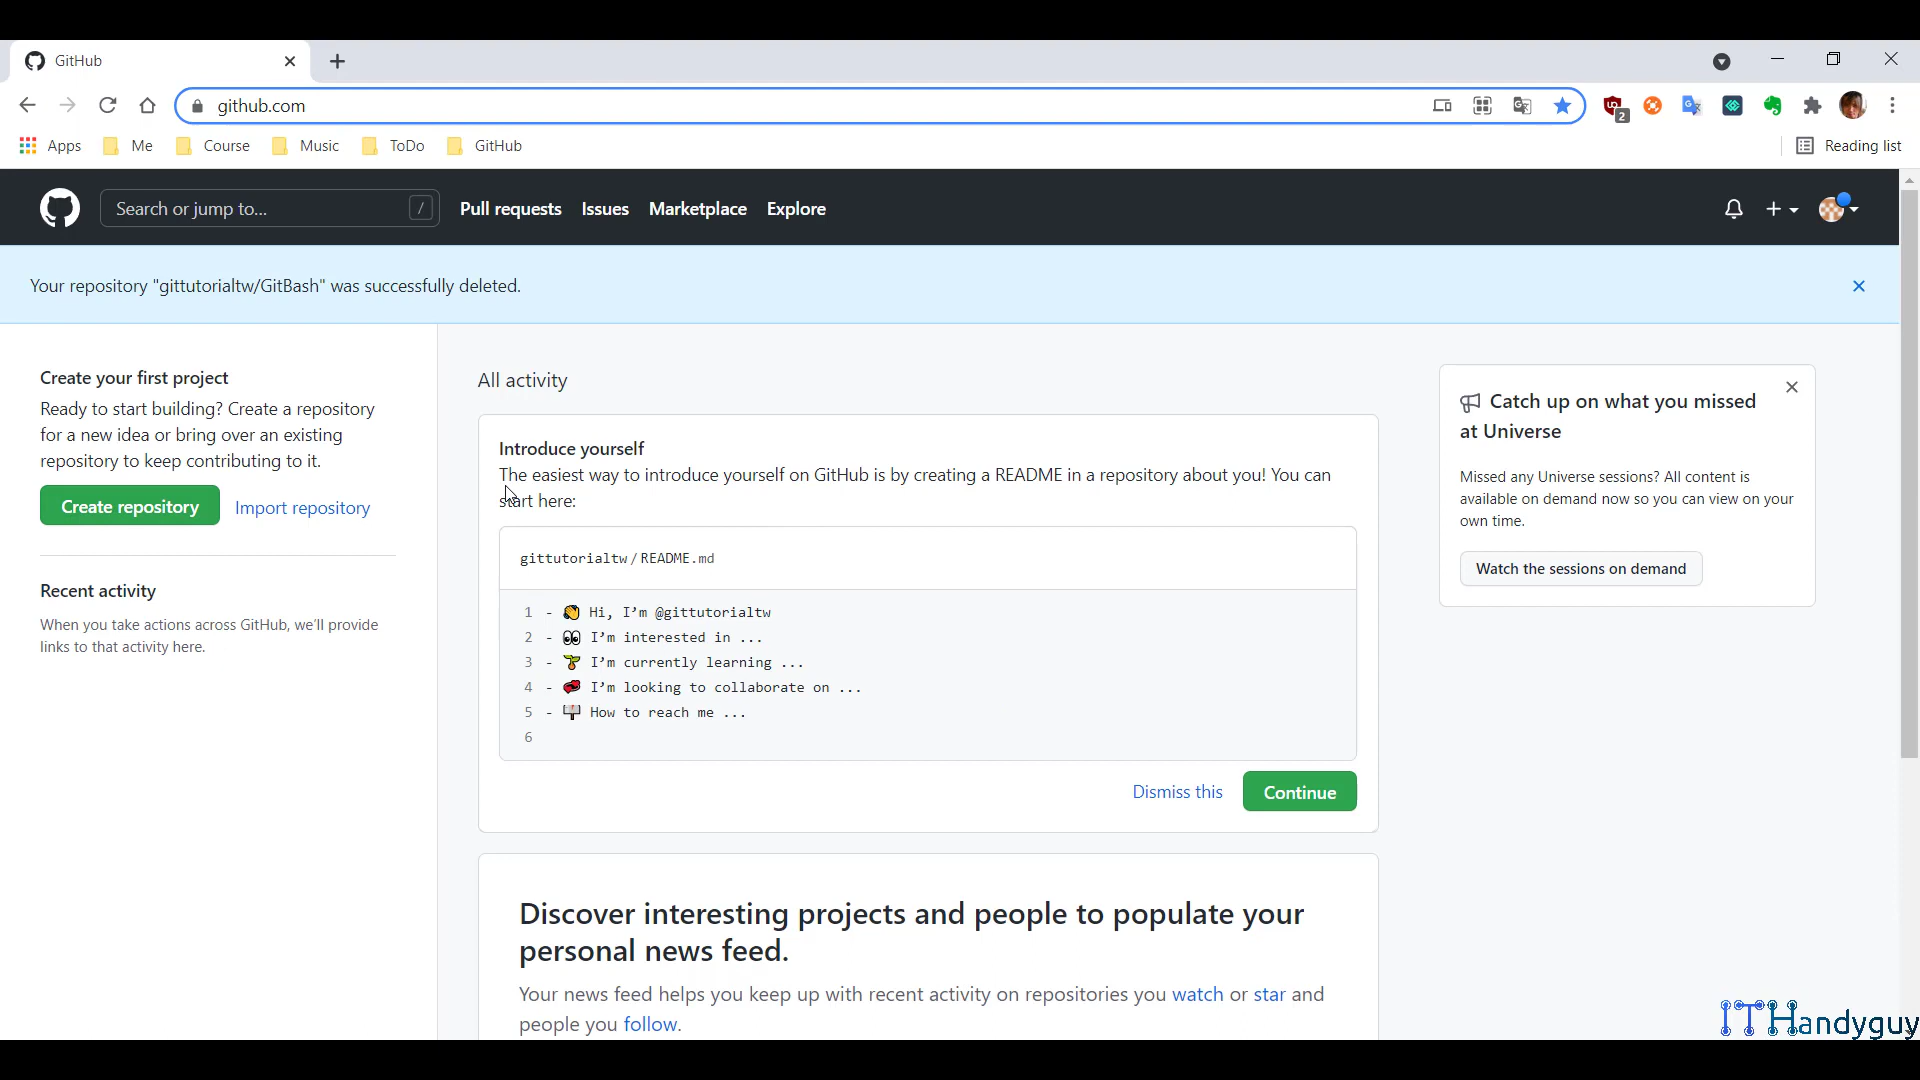 GitHub
github.com
2
Apps
Me
Course
Music
ToDo
GitHub
Reading list
Search or jump to...
/
Pull requests
Issues
Marketplace
Explore
Your repository "gittutorialtw/GitBash" was successfully deleted.
Create your first project
Ready to start building? Create a repository
for a new idea or bring over an existing
repository to keep contributing to it.
Create repository
Import repository
Recent activity
When you take actions across GitHub, we'll provide
links to that activity here.
All activity
Introduce yourself
The easiest way to introduce yourself on GitHub is by creating a README in a repository about you! You can
start here:
gittutorialtw / README.md
1 - 👋 Hi, I'm @gittutorialtw
2 - 👀 I'm interested in ...
3 - 🌱 I'm currently learning ...
4 - 💞️ I'm looking to collaborate on ...
5 - 📫 How to reach me ...
6
Dismiss this
Continue
Discover interesting projects and people to populate your
personal news feed.
Your news feed helps you keep up with recent activity on repositories you watch or star and
people you follow.
Catch up on what you missed
at Universe
Missed any Universe sessions? All content is
available on demand now so you can view on your
own time.
Watch the sessions on demand
ITHandyguy